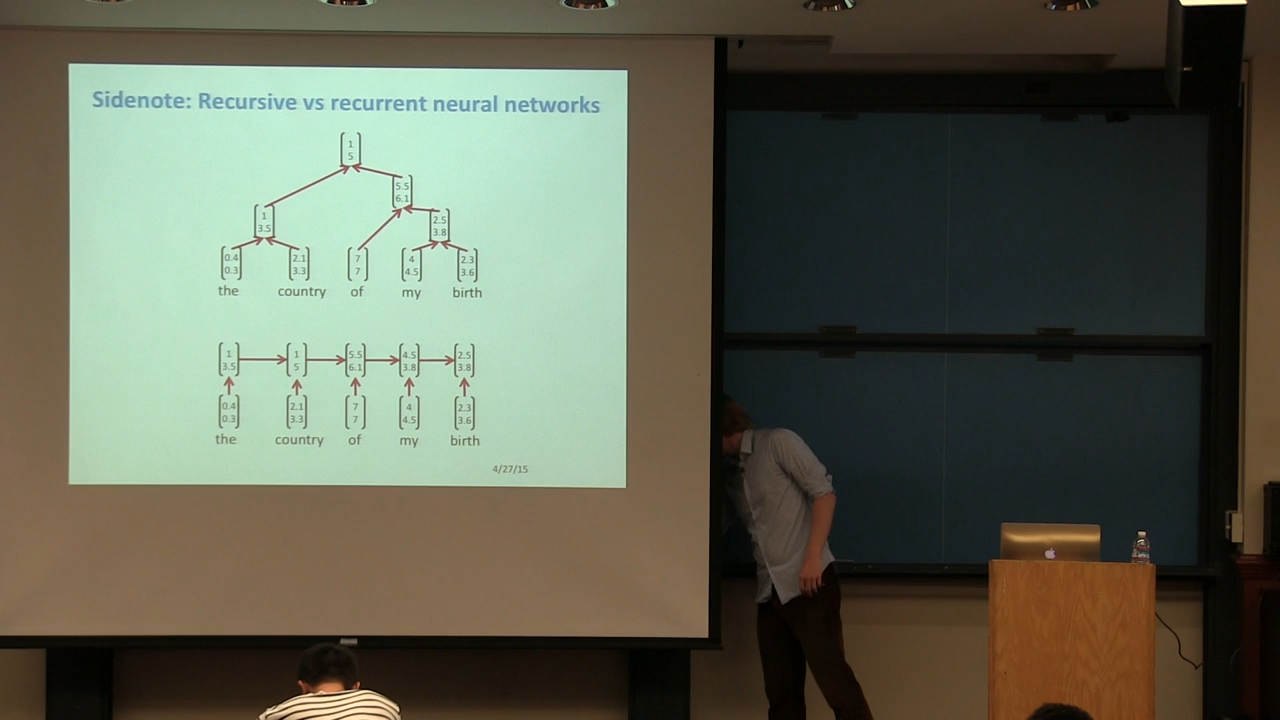 Sidenote: Recursive vs recurrent neural networks
1
5
5.5
6.1
1
3.5
2.5
3.8
0.4 2.1 7 4 2.3
0.3 3.3 7 4.5 3.6
the country of my birth
1 1 5.5 4.5 2.5
3.5 5 6.1 3.8 3.8
0.4 2.1 7 4 2.3
0.3 3.3 7 4.5 3.6
the country of my birth
4/27/15